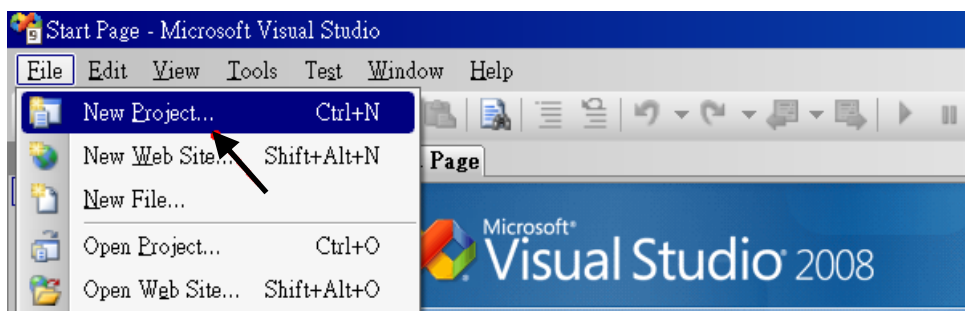 Start Page - Microsoft Visual Studio
File Edit View Tools Test Window Help
New Project... Ctrl+N
New Web Site... Shift+Alt+N
Page
New File...
Open Project... Ctrl+O
Microsoft®
Visual Studio® 2008
Open Web Site... Shift+Alt+O